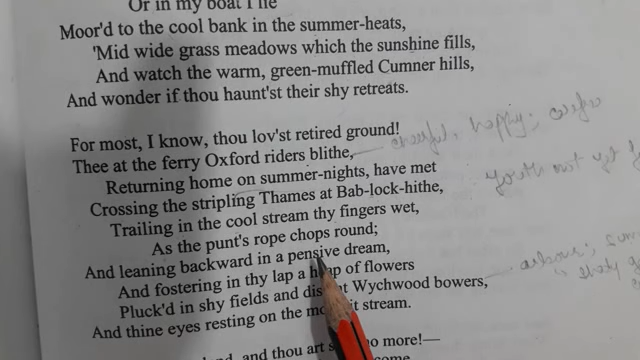 Or in my boat I lie
Moor'd to the cool bank in the summer-heats,
'Mid wide grass meadows which the sunshine fills,
And watch the warm, green-muffled Cumner hills,
And wonder if thou haunt'st their shy retreats.
For most, I know, thou lov'st retired ground!
Thee at the ferry Oxford riders blithe, cheerful, happy;
Returning home on summer-nights, have met
Crossing the stripling Thames at Bab-lock-hithe, youth not yet
Trailing in the cool stream thy fingers wet,
As the punt's rope chops round;
And leaning backward in a pensive dream,
And fostering in thy lap a heap of flowers
Pluck'd in shy fields and Wychwood bowers,
And thine eyes resting on the stream.
and thou art no more!—
come